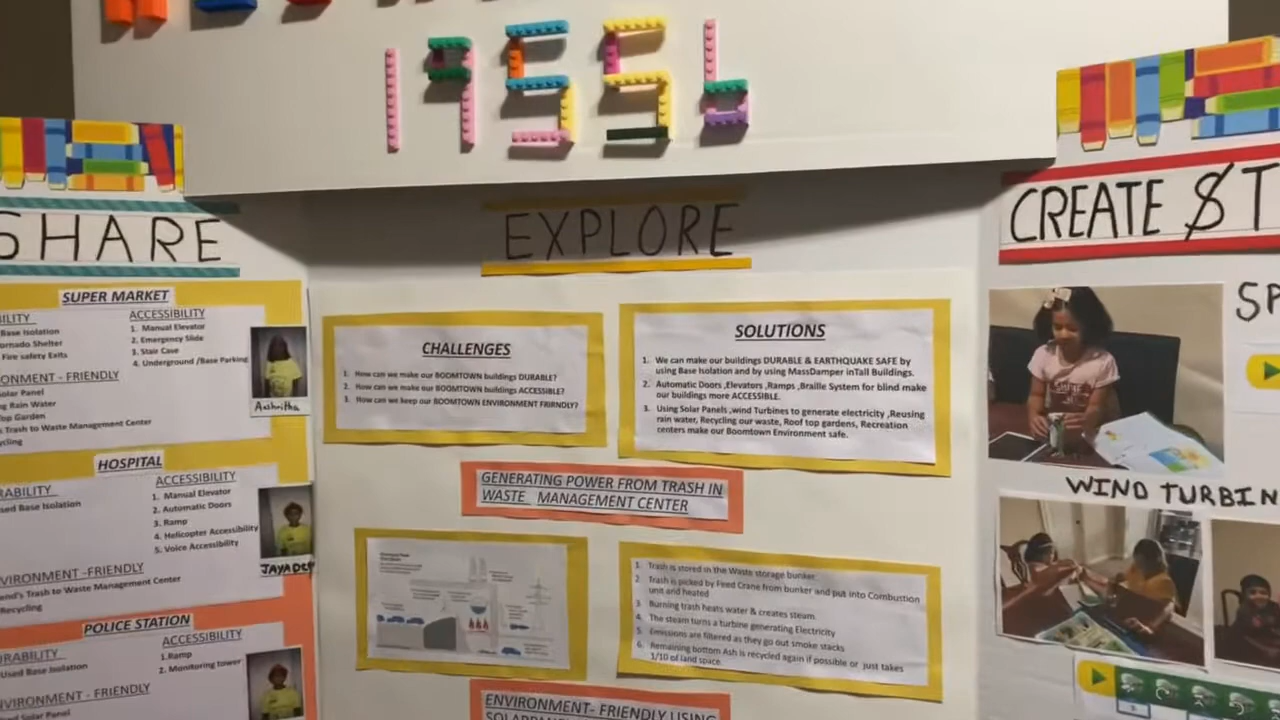 19556
SHARE
SUPER MARKET
ACCESSIBILITY
Base Isolation
1. Manual Elevator
2. Emergency Slide
Fire safety Exits
3. Stair Case
4. Underground /Base Parking
- FRIENDLY
Rain Water
Garden
Trash to Waste Management Center
Ashritha
HOSPITAL
ACCESSIBILITY
Base Isolation
1. Manual Elevator
2. Automatic Doors
3. Ramp
4. Helicopter Accessibility
5. Voice Accessibility
-FRIENDLY
Trash to Waste Management Center
Recycling
JAYADEV
POLICE STATION
ACCESSIBILITY
Used Base Isolation
1.Ramp
2. Monitoring tower
- FRIENDLY
Solar Panel
EXPLORE
CHALLENGES
1. How can we make our BOOMTOWN buildings DURABLE?
2. How can we make our BOOMTOWN buildings ACCESSIBLE?
3. How can we keep our BOOMTOWN ENVIRONMENT FRIRNDLY?
SOLUTIONS
1. We can make our buildings DURABLE & EARTHQUAKE SAFE by
using Base isolation and by using MassDamper inTall Buildings.
2. Automatic Doors ,Elevators ,Ramps ,Braille System for blind make
our buildings more ACCESSIBLE.
3. Using Solar Panels ,wind Turbines to generate electricity ,Reusing
rain water, Recycling our waste, Roof top gardens, Recreation
centers make our Boomtown Environment safe.
GENERATING POWER FROM TRASH IN
WASTE MANAGEMENT CENTER
1. Trash is stored in the Waste storage bunker
2. Trash is picked by Feed Crane from bunker and put into Combustion
unit and heated
3. Burning trash heats water & creates steam.
4. The steam turns a turbine generating Electricity
5. Emissions are filtered as they go out smoke stacks
6. Remaining bottom Ash is recycled again if possible or just takes
1/10 of land space.
ENVIRONMENT- FRIENDLY USING
CREATE $T
SP
WIND TURBIN